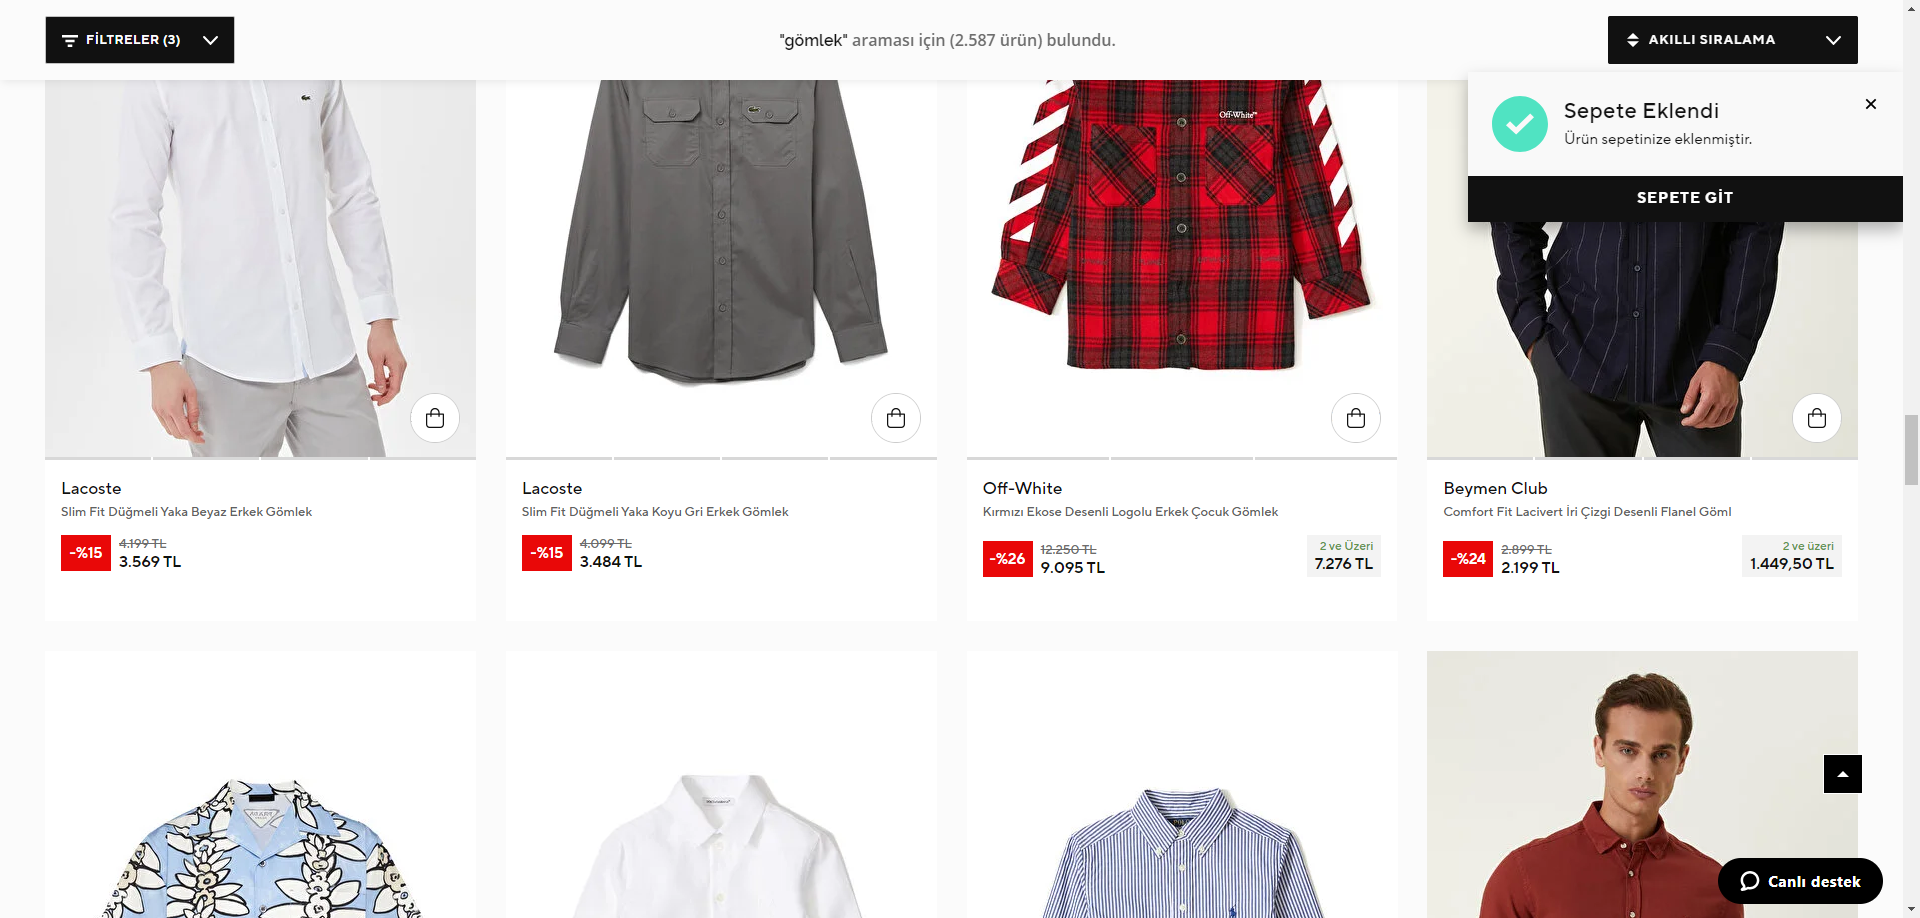 FİLTRELER (3)
"gömlek" araması için (2.587 ürün) bulundu.
AKILLI SIRALAMA
Sepete Eklendi
Ürün sepetinize eklenmiştir.
SEPETE GİT
Off-White™
Lacoste
Slim Fit Düğmeli Yaka Beyaz Erkek Gömlek
-%15
4.199 TL
3.569 TL
Lacoste
Slim Fit Düğmeli Yaka Koyu Gri Erkek Gömlek
-%15
4.099 TL
3.484 TL
Off-White
Kırmızı Ekose Desenli Logolu Erkek Çocuk Gömlek
-%26
12.250 TL
9.095 TL
2 ve Üzeri
7.276 TL
Beymen Club
Comfort Fit Lacivert İri Çizgi Desenli Flanel Göml
-%24
2.899 TL
2.199 TL
2 ve üzeri
1.449,50 TL
Canlı destek